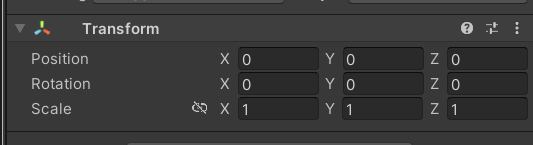 Transform
Position X 0 Y 0 Z 0
Rotation X 0 Y 0 Z 0
Scale X 1 Y 1 Z 1